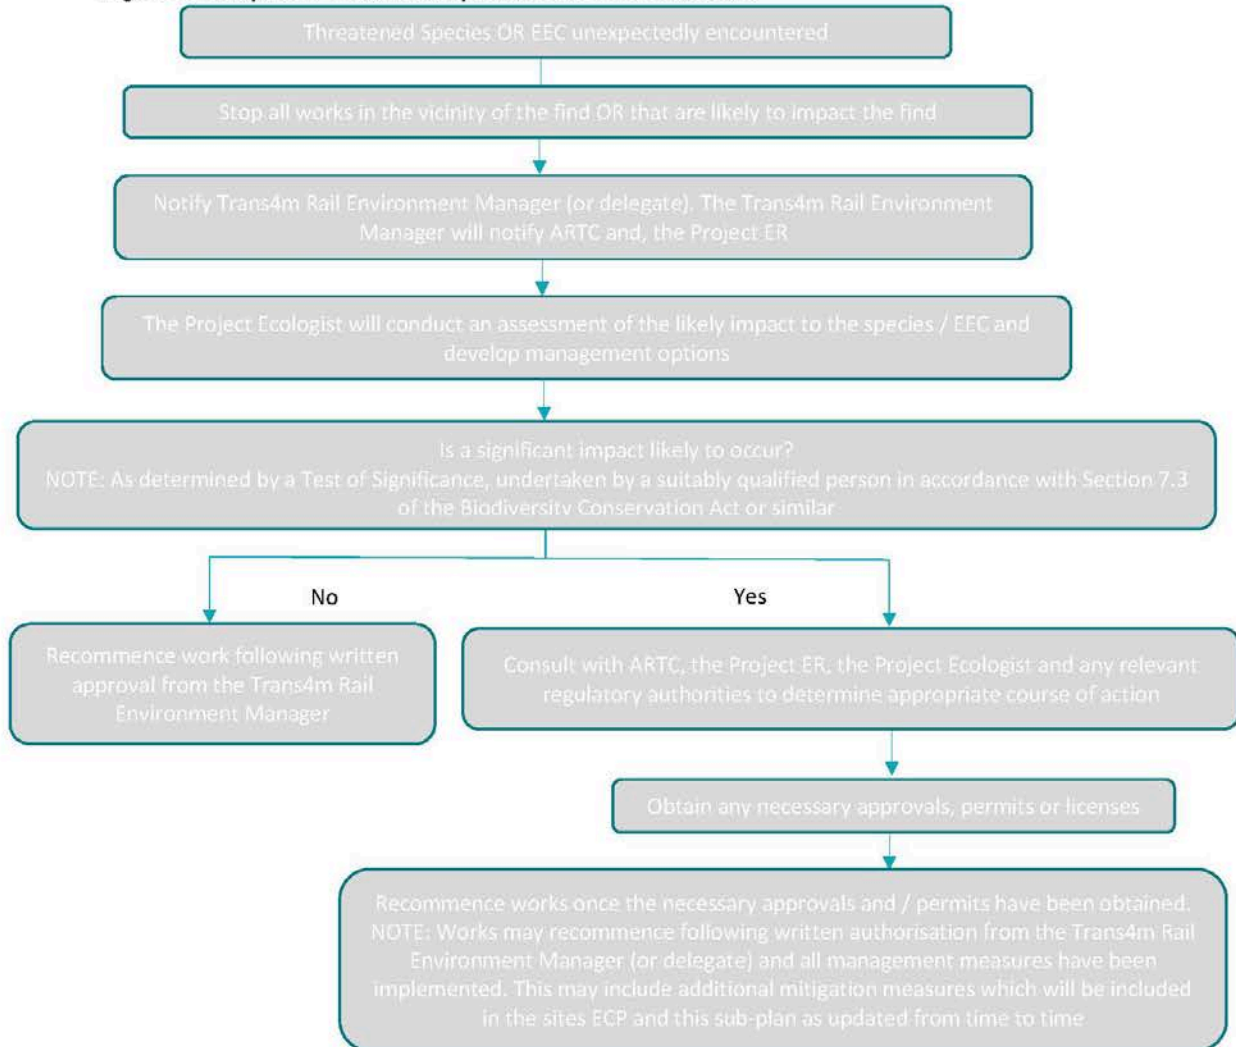 Threatened Species OR EEC unexpectedly encountered
Stop all works in the vicinity of the find OR that are likely to impact the find
Notify Trans4m Rail Environment Manager (or delegate). The Trans4m Rail Environment
Manager will notify ARTC and, the Project ER
The Project Ecologist will conduct an assessment of the likely impact to the species / EEC and
develop management options
Is a significant impact likely to occur?
NOTE: As determined by a Test of Significance, undertaken by a suitably qualified person in accordance with Section 7.3
of the Biodiversity Conservation Act or similar
No
Yes
Recommence work following written
approval from the Trans4m Rail
Environment Manager
Consult with ARTC, the Project ER, the Project Ecologist and any relevant
regulatory authorities to determine appropriate course of action
Obtain any necessary approvals, permits or licenses
Recommence works once the necessary approvals and / permits have been obtained.
NOTE: Works may recommence following written authorisation from the Trans4m Rail
Environment Manager (or delegate) and all management measures have been
implemented. This may include additional mitigation measures which will be included
in the sites ECP and this sub-plan as updated from time to time